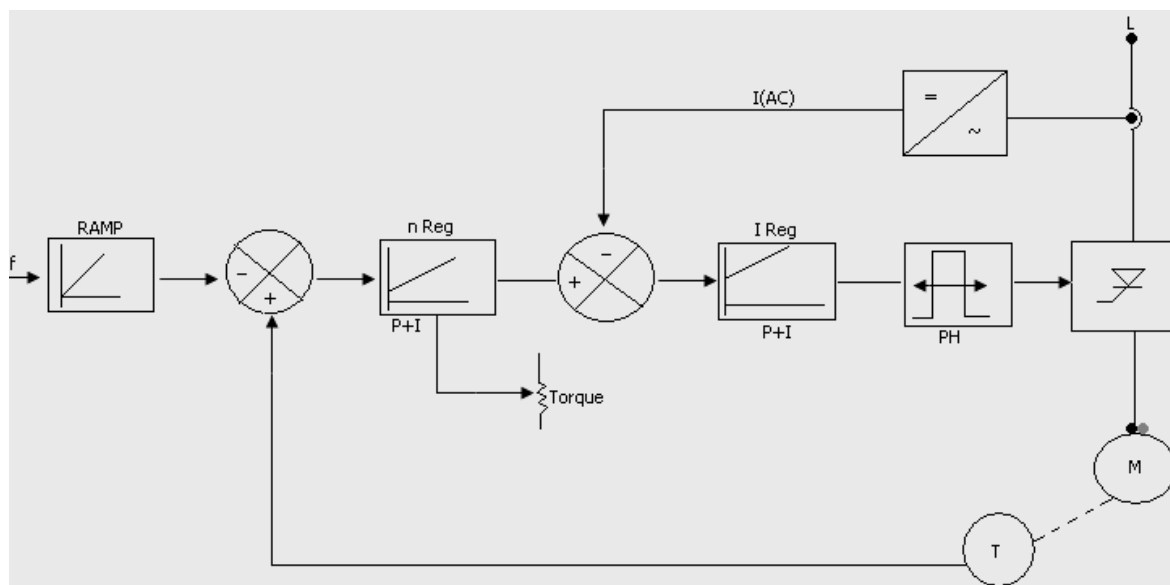 L
I(AC)
=
~
RAMP
n Reg
I Reg
f
-
+
+
-
P+I
P+I
PH
Torque
M
T